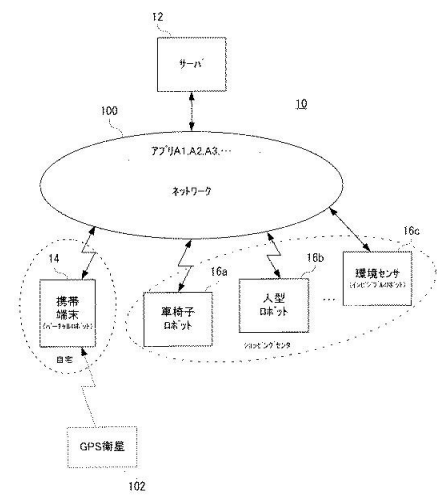 12
サーバ
100
10
アプリA1,A2,A3,…
ネットワーク
14
携帯
端末
(バーチャルロボット)
自宅
16a
車椅子
ロボット
16b
人型
ロボット
…
16c
環境センサ
(インビジブルロボット)
ショッピングセンタ
GPS衛星
102